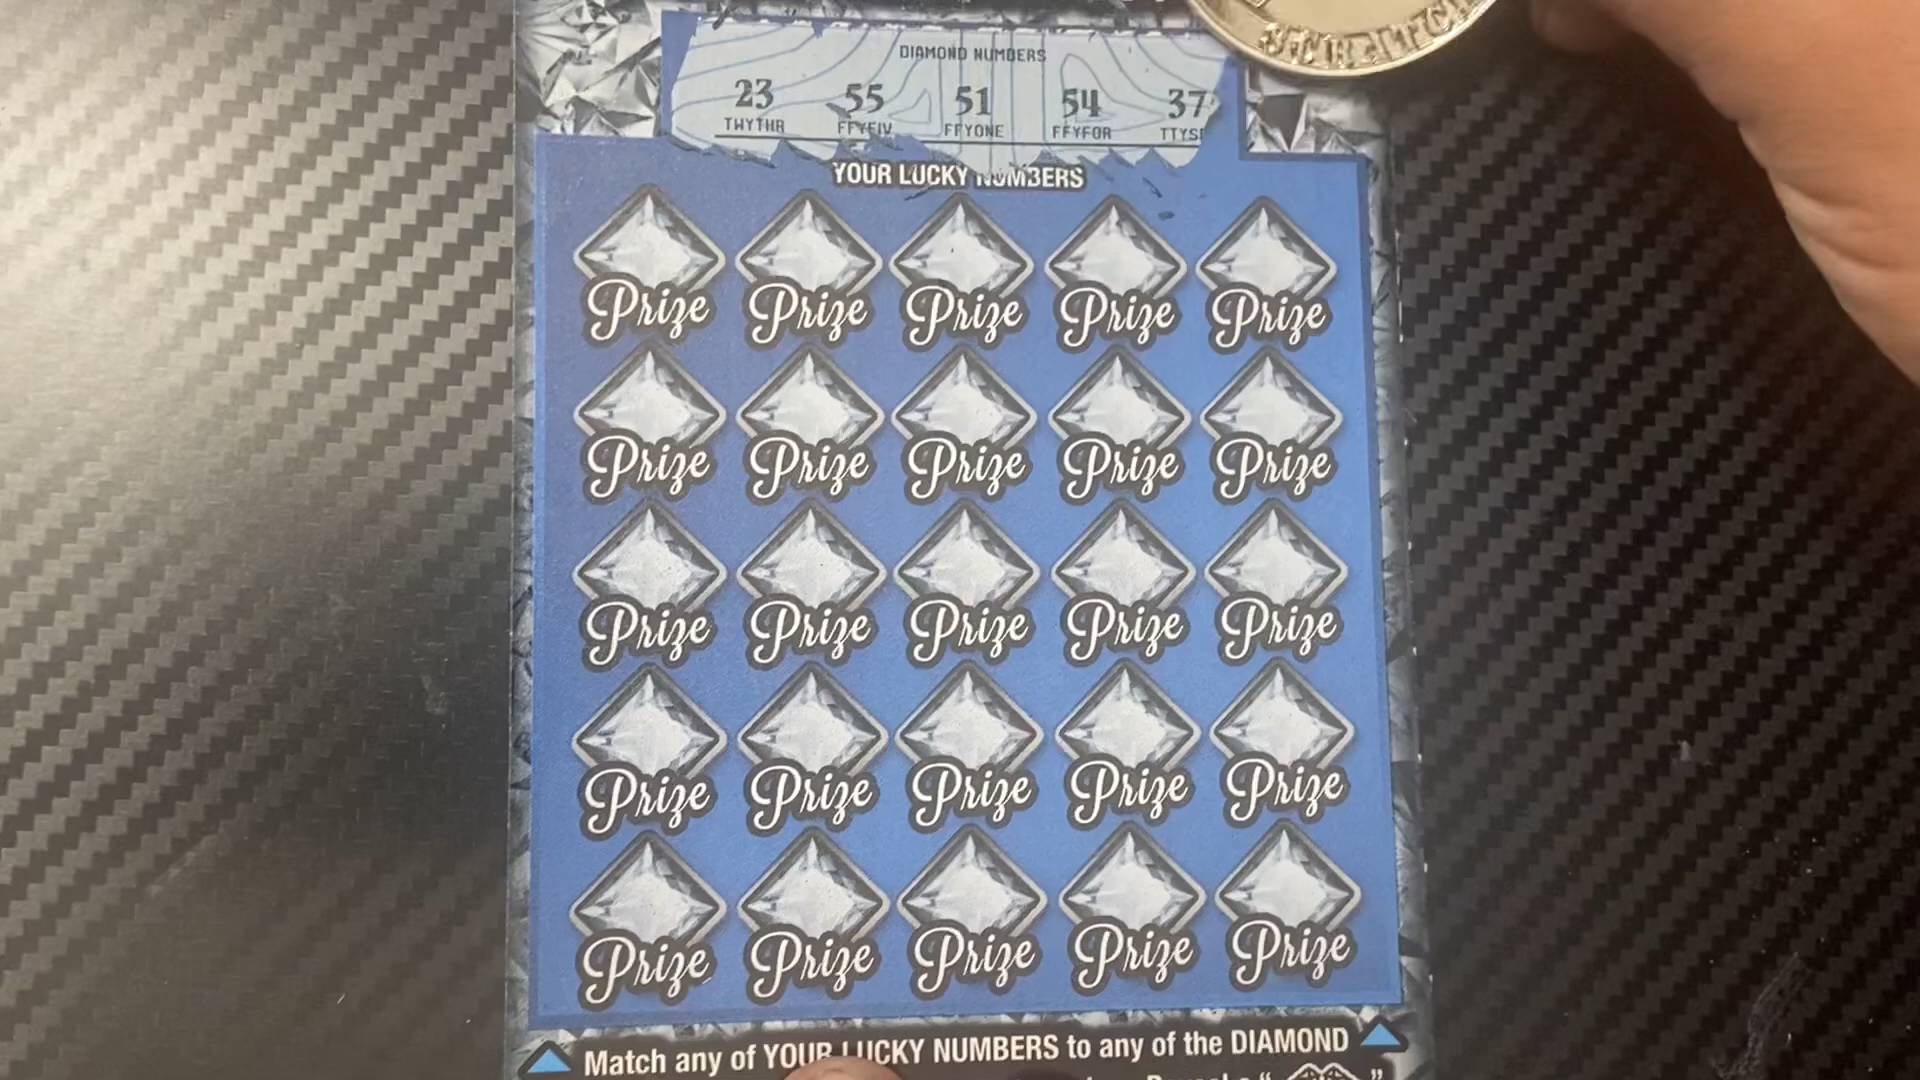 DIAMOND NUMBERS
23 55 51 54 37
TWYTHR FFYFIV FFYONE FFYFOR
YOUR LUCKY NUMBERS
Prize Prize Prize Prize Prize
Prize Prize Prize Prize Prize
Prize Prize Prize Prize Prize
Prize Prize Prize Prize Prize
Prize Prize Prize Prize Prize
Match any of YOUR LUCKY NUMBERS to any of the DIAMOND